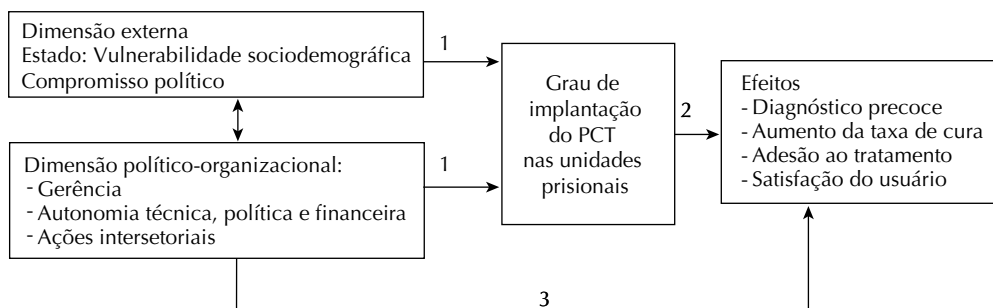 Dimensão externa
Estado: Vulnerabilidade sociodemográfica
Compromisso político
1
Dimensão político-organizacional:
- Gerência
- Autonomia técnica, política e financeira
- Ações intersetoriais
1
Grau de
implantação
do PCT
nas unidades
prisionais
2
Efeitos
- Diagnóstico precoce
- Aumento da taxa de cura
- Adesão ao tratamento
- Satisfação do usuário
3